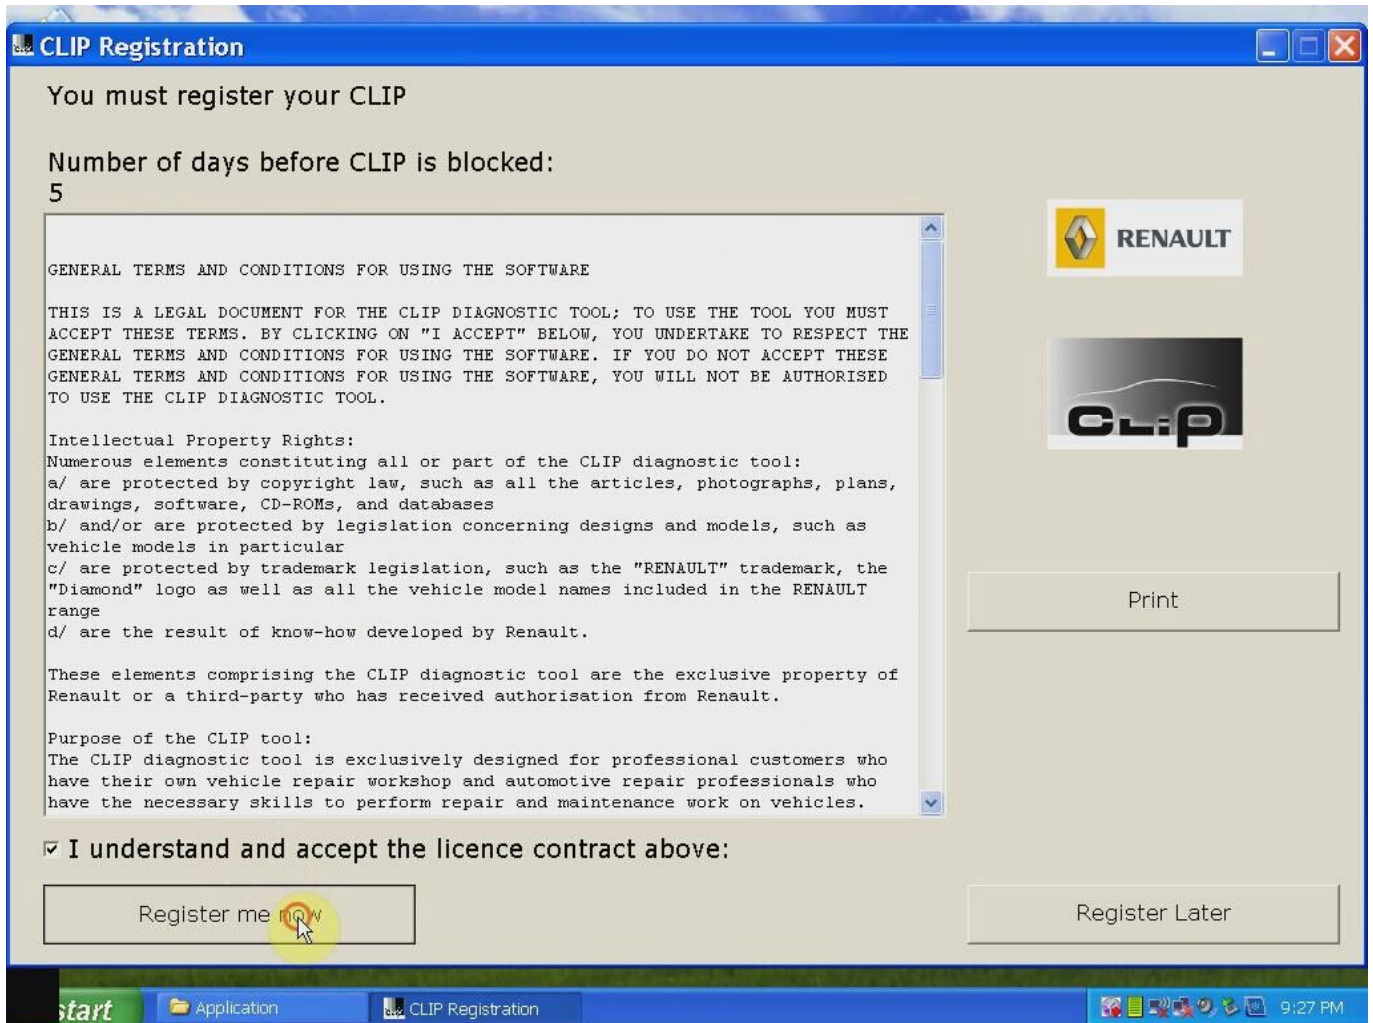 CLIP Registration
You must register your CLIP
Number of days before CLIP is blocked:
5
GENERAL TERMS AND CONDITIONS FOR USING THE SOFTWARE
THIS IS A LEGAL DOCUMENT FOR THE CLIP DIAGNOSTIC TOOL; TO USE THE TOOL YOU MUST
ACCEPT THESE TERMS. BY CLICKING ON "I ACCEPT" BELOW, YOU UNDERTAKE TO RESPECT THE
GENERAL TERMS AND CONDITIONS FOR USING THE SOFTWARE. IF YOU DO NOT ACCEPT THESE
GENERAL TERMS AND CONDITIONS FOR USING THE SOFTWARE, YOU WILL NOT BE AUTHORISED
TO USE THE CLIP DIAGNOSTIC TOOL.
Intellectual Property Rights:
Numerous elements constituting all or part of the CLIP diagnostic tool:
a/ are protected by copyright law, such as all the articles, photographs, plans,
drawings, software, CD-ROMs, and databases
b/ and/or are protected by legislation concerning designs and models, such as
vehicle models in particular
c/ are protected by trademark legislation, such as the "RENAULT" trademark, the
"Diamond" logo as well as all the vehicle model names included in the RENAULT
range
d/ are the result of know-how developed by Renault.
These elements comprising the CLIP diagnostic tool are the exclusive property of
Renault or a third-party who has received authorisation from Renault.
Purpose of the CLIP tool:
The CLIP diagnostic tool is exclusively designed for professional customers who
have their own vehicle repair workshop and automotive repair professionals who
have the necessary skills to perform repair and maintenance work on vehicles.
RENAULT
CLiP
Print
I understand and accept the licence contract above:
Register me now
Register Later
start
Application
CLIP Registration
9:27 PM